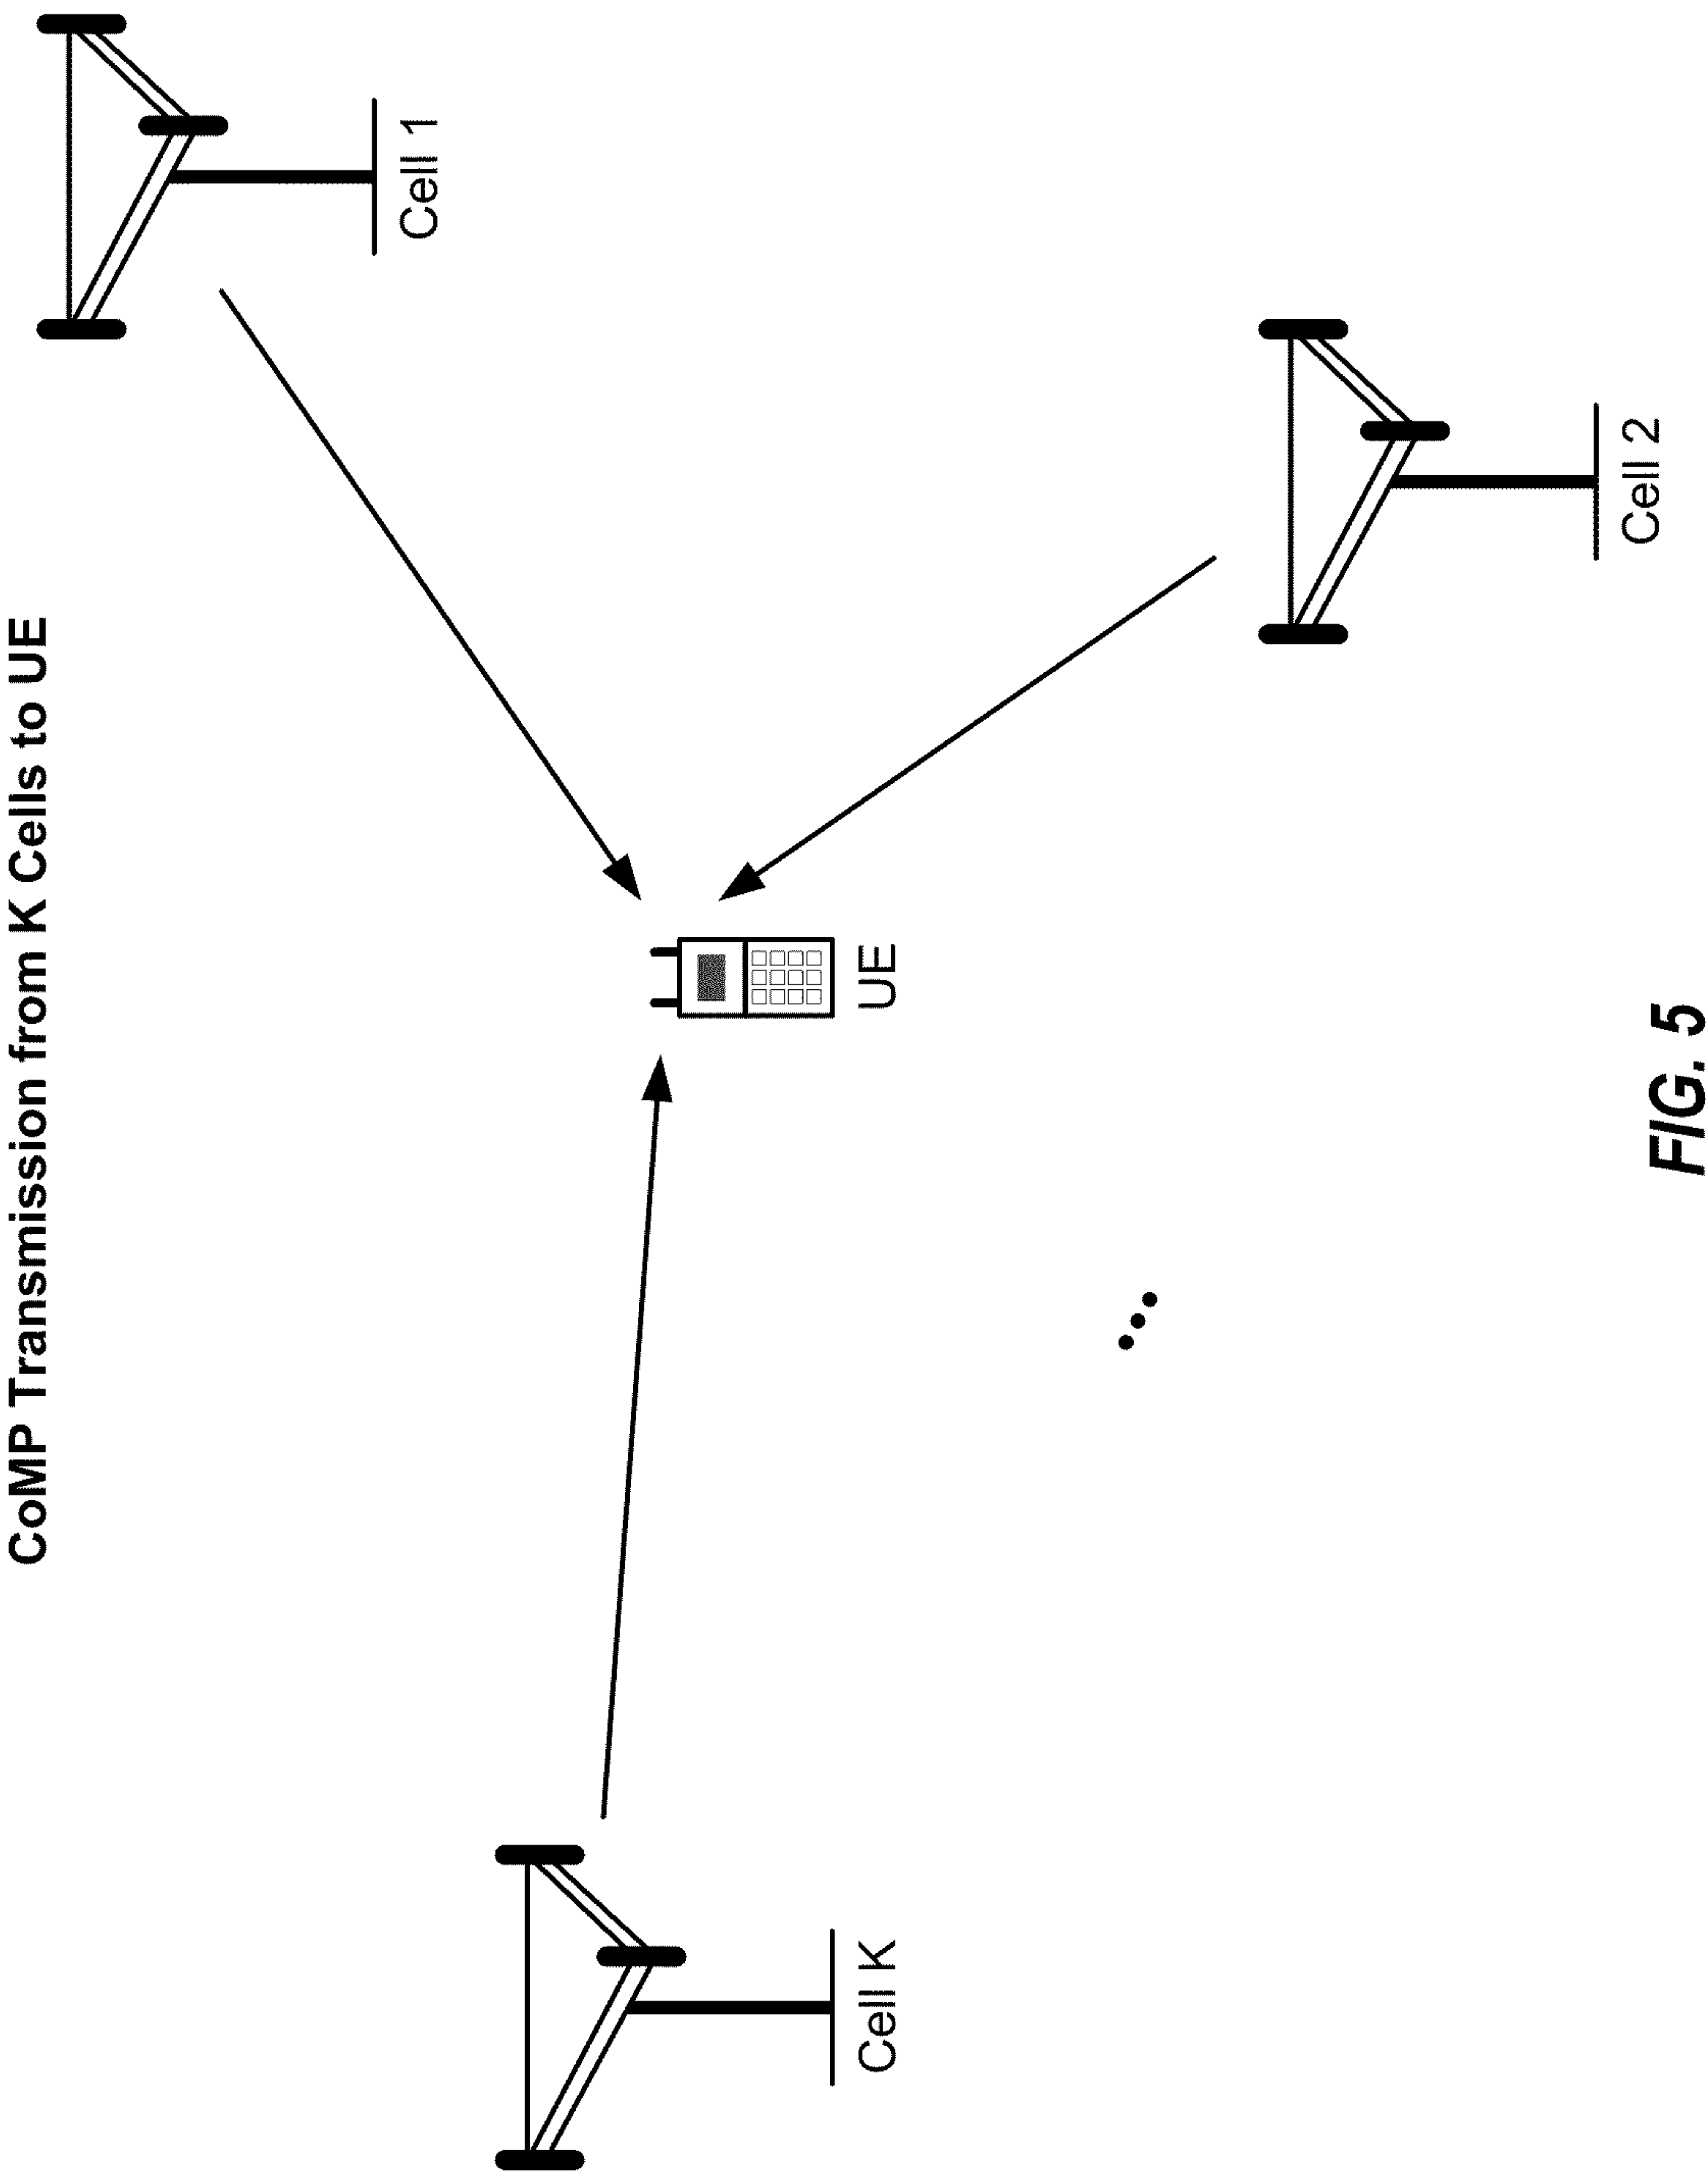 CoMP Transmission from K Cells to UE
Cell 1
UE
Cell K
Cell 2
FIG. 5